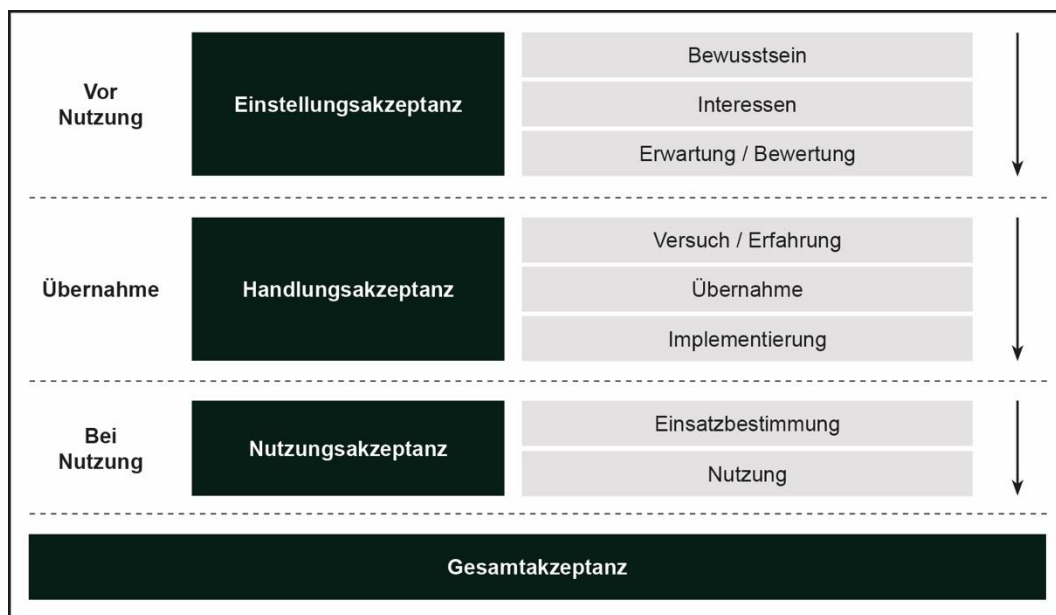 Vor
Nutzung
Einstellungsakzeptanz
Bewusstsein
Interessen
Erwartung / Bewertung
Übernahme
Handlungsakzeptanz
Versuch / Erfahrung
Übernahme
Implementierung
Bei
Nutzung
Nutzungsakzeptanz
Einsatzbestimmung
Nutzung
Gesamtakzeptanz